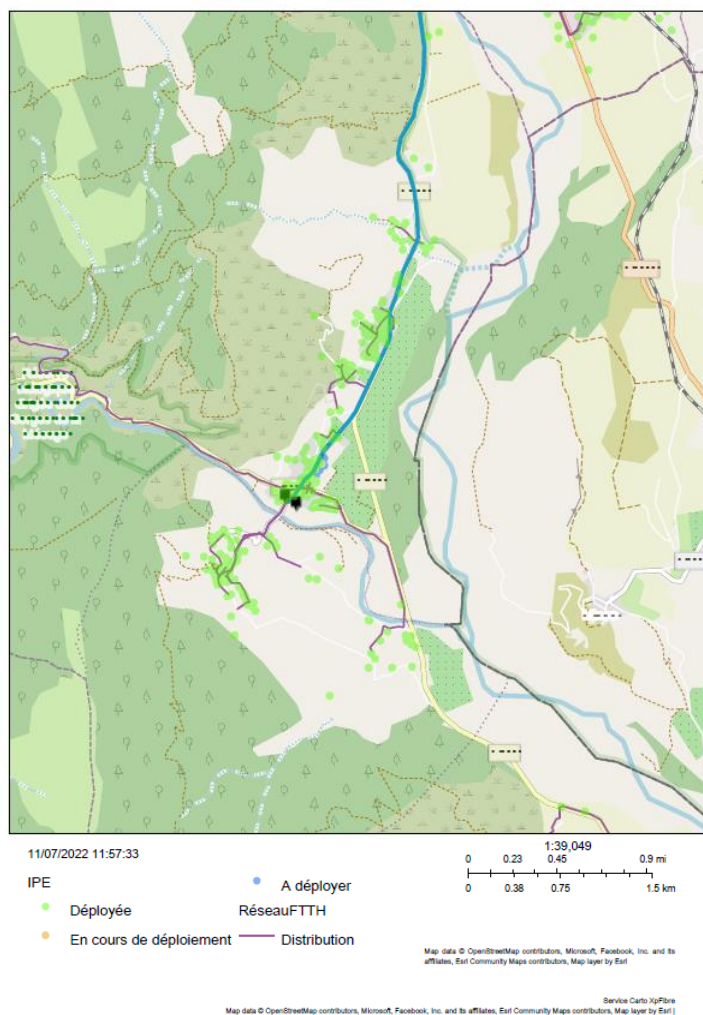 11/07/2022 11:57:33
1:39,049
0 0.23 0.45 0.9 mi
0 0.38 0.75 1.5 km
IPE
A déployer
Déployée
RéseauFTTH
En cours de déploiement
Distribution
Map data © OpenStreetMap contributors, Microsoft, Facebook, Inc. and its
affiliates, Esri Community Maps contributors, Map layer by Esri
Service Carto XpFibre
Map data © OpenStreetMap contributors, Microsoft, Facebook, Inc. and its affiliates, Esri Community Maps contributors, Map layer by Esri |